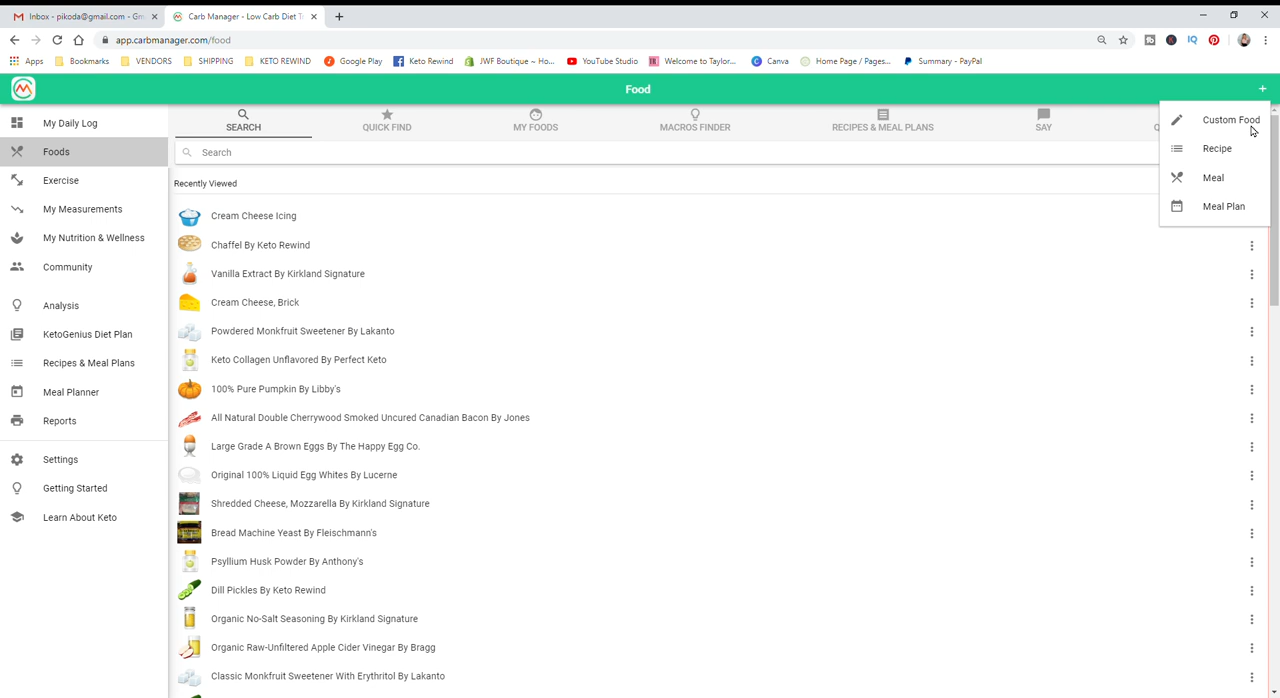 Inbox - pikoda@gmail.com - Gm
Carb Manager - Low Carb Diet Tr
app.carbmanager.com/food
Apps Bookmarks VENDORS SHIPPING KETO REWIND Google Play Keto Rewind JWF Boutique ~ Ho... YouTube Studio Welcome to Taylor... Canva Home Page / Pages... Summary - PayPal
Food
My Daily Log
Foods
Exercise
My Measurements
My Nutrition & Wellness
Community
Analysis
KetoGenius Diet Plan
Recipes & Meal Plans
Meal Planner
Reports
Settings
Getting Started
Learn About Keto
SEARCH QUICK FIND MY FOODS MACROS FINDER RECIPES & MEAL PLANS SAY Q
Search
Recently Viewed
Cream Cheese Icing
Chaffel By Keto Rewind
Vanilla Extract By Kirkland Signature
Cream Cheese, Brick
Powdered Monkfruit Sweetener By Lakanto
Keto Collagen Unflavored By Perfect Keto
100% Pure Pumpkin By Libby's
All Natural Double Cherrywood Smoked Uncured Canadian Bacon By Jones
Large Grade A Brown Eggs By The Happy Egg Co.
Original 100% Liquid Egg Whites By Lucerne
Shredded Cheese, Mozzarella By Kirkland Signature
Bread Machine Yeast By Fleischmann's
Psyllium Husk Powder By Anthony's
Dill Pickles By Keto Rewind
Organic No-Salt Seasoning By Kirkland Signature
Organic Raw-Unfiltered Apple Cider Vinegar By Bragg
Classic Monkfruit Sweetener With Erythritol By Lakanto
Custom Food
Recipe
Meal
Meal Plan